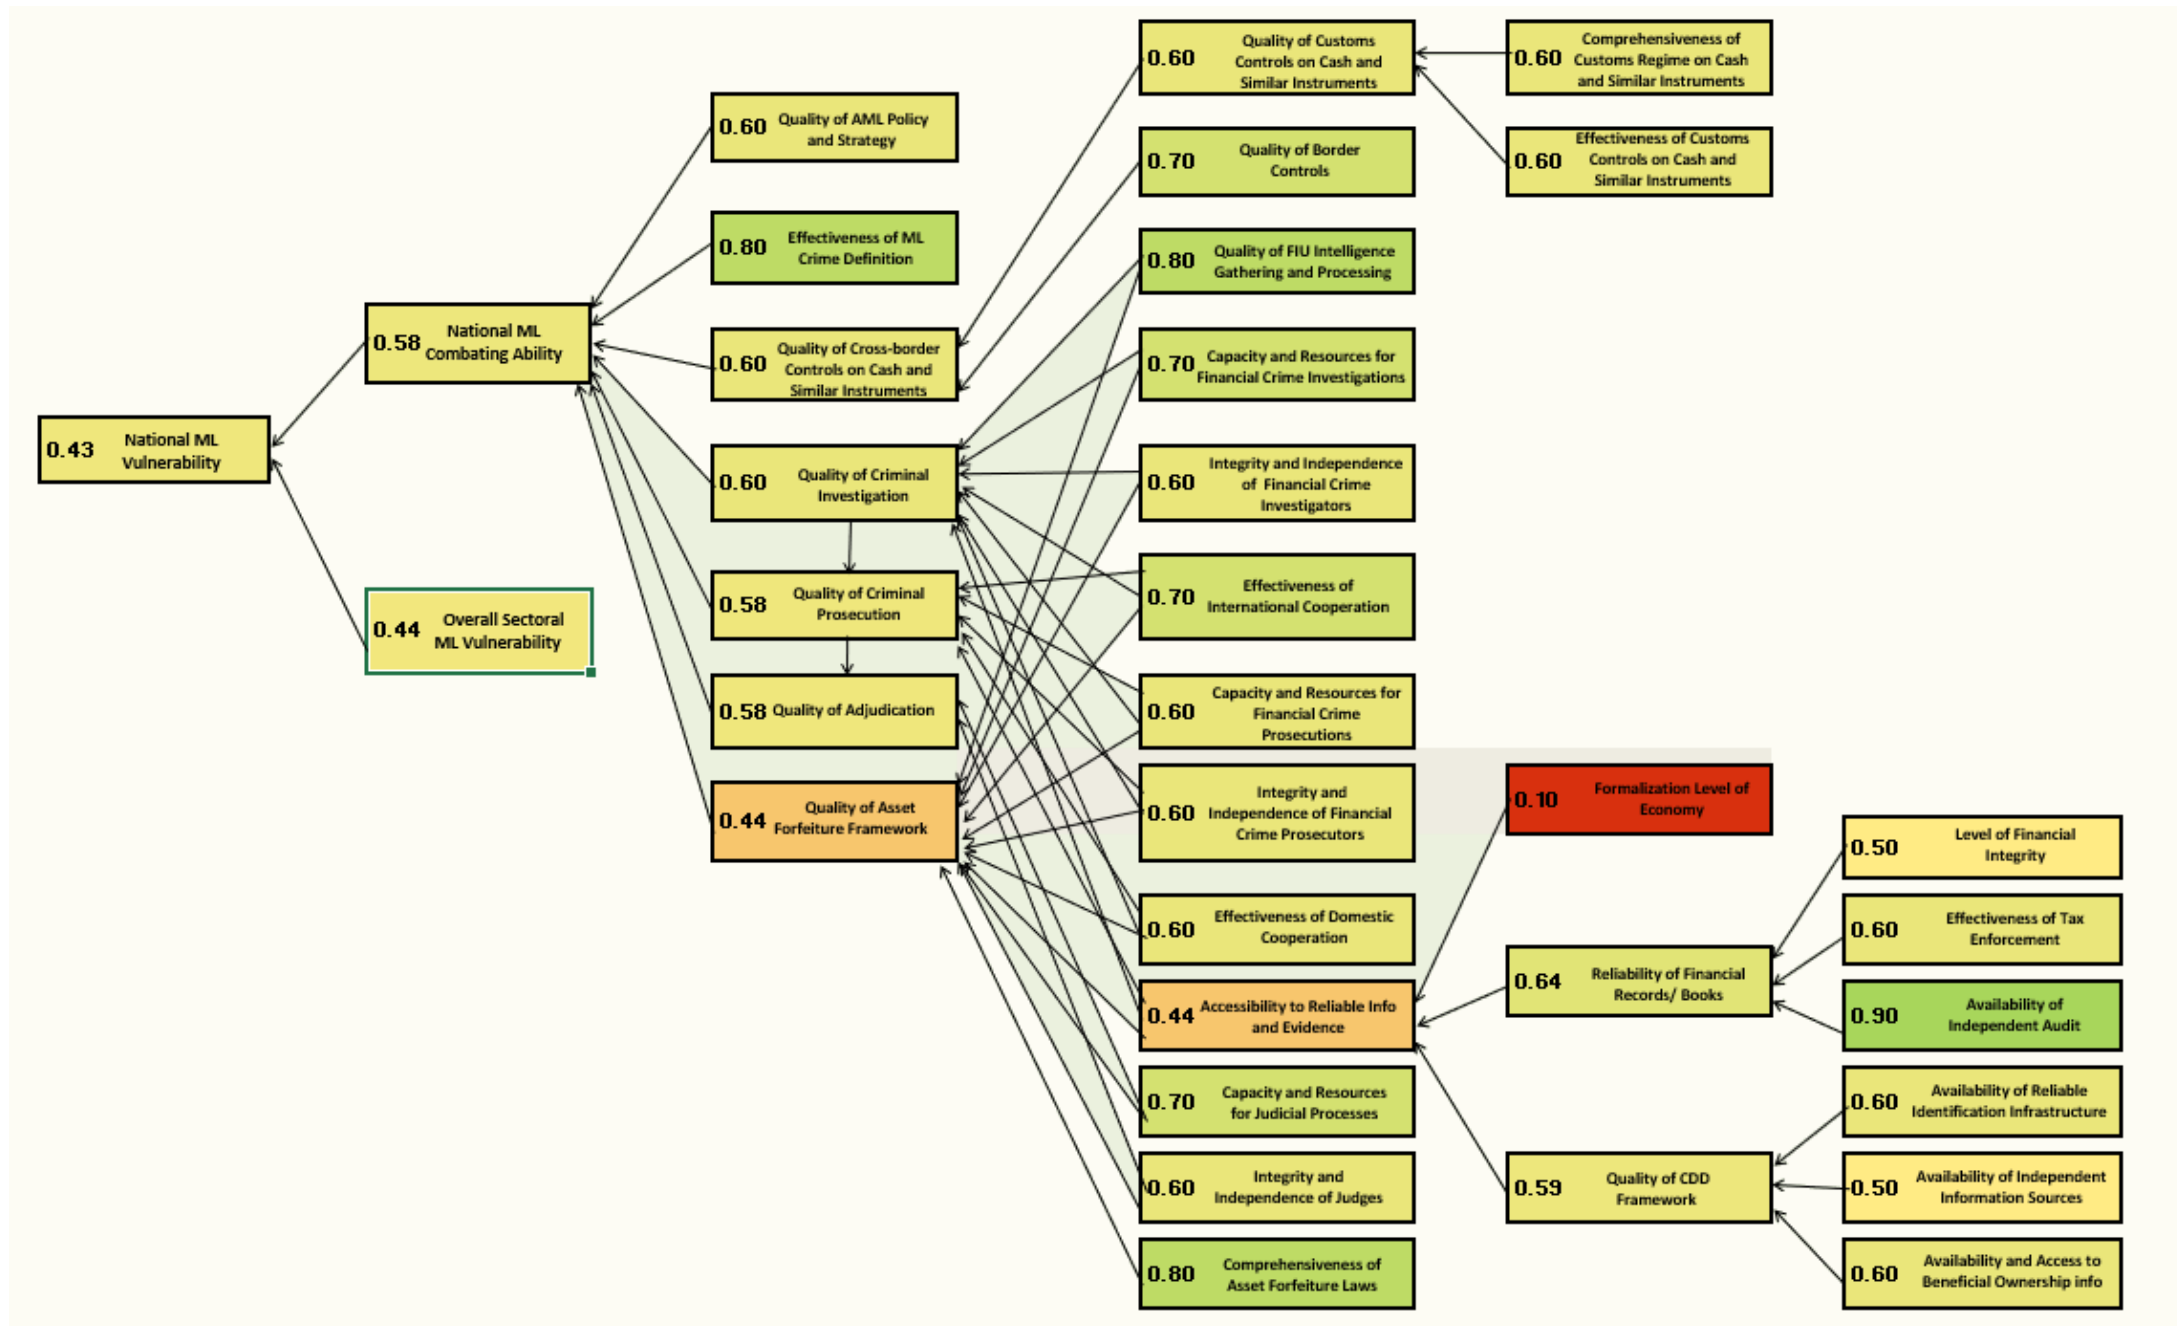 0.43
National ML
Vulnerability
0.58
National ML
Combating Ability
0.44
Overall Sectoral
ML Vulnerability
0.60
Quality of AML Policy
and Strategy
0.80
Effectiveness of ML
Crime Definition
0.60
Quality of Cross-border
Controls on Cash and
Similar Instruments
0.60
Quality of Criminal
Investigation
0.58
Quality of Criminal
Prosecution
0.58
Quality of Adjudication
0.44
Quality of Asset
Forfeiture Framework
0.60
Quality of Customs
Controls on Cash and
Similar Instruments
0.70
Quality of Border
Controls
0.80
Quality of FIU Intelligence
Gathering and Processing
0.70
Capacity and Resources for
Financial Crime Investigations
0.60
Integrity and Independence
of Financial Crime
Investigators
0.70
Effectiveness of
International Cooperation
0.60
Capacity and Resources for
Financial Crime
Prosecutions
0.60
Integrity and
Independence of Financial
Crime Prosecutors
0.60
Effectiveness of Domestic
Cooperation
0.44
Accessibility to Reliable Info
and Evidence
0.70
Capacity and Resources
for Judicial Processes
0.60
Integrity and
Independence of Judges
0.80
Comprehensiveness of
Asset Forfeiture Laws
0.60
Comprehensiveness of
Customs Regime on Cash
and Similar Instruments
0.60
Effectiveness of Customs
Controls on Cash and
Similar Instruments
0.10
Formalization Level of
Economy
0.64
Reliability of Financial
Records/ Books
0.59
Quality of CDD
Framework
0.50
Level of Financial
Integrity
0.60
Effectiveness of Tax
Enforcement
0.90
Availability of
Independent Audit
0.60
Availability of Reliable
Identification Infrastructure
0.50
Availability of Independent
Information Sources
0.60
Availability and Access to
Beneficial Ownership info